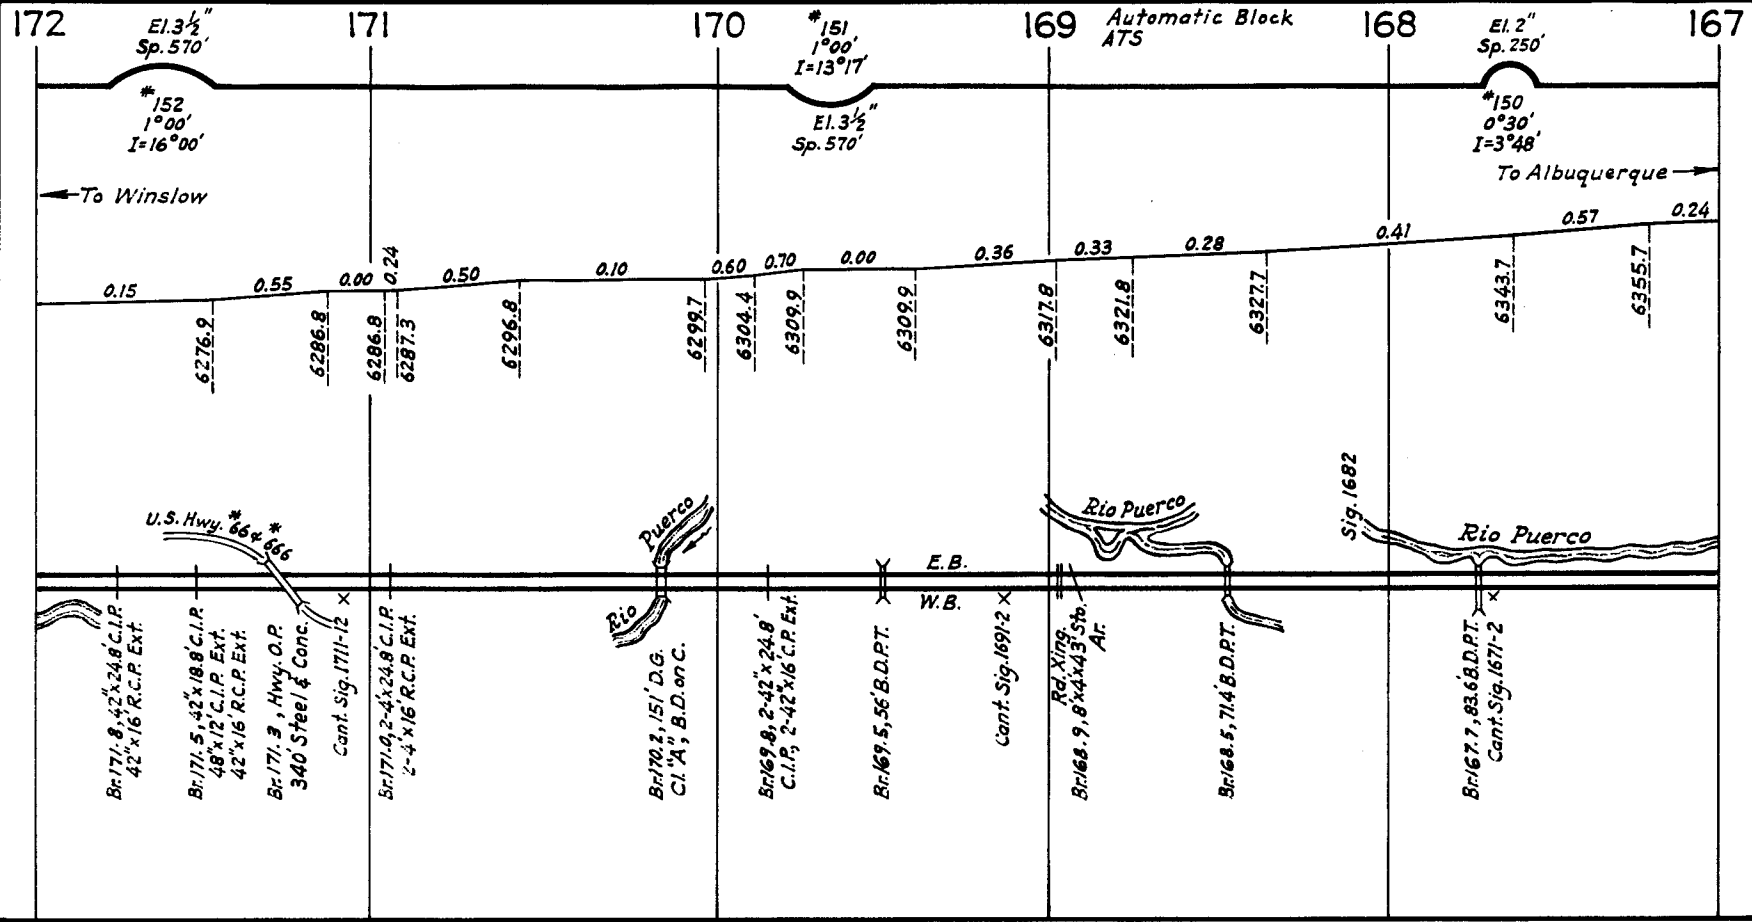 172
171
170
169
168
167
Automatic Block
ATS
El. 3½"
Sp. 570'
#152
1°00'
I=16°00'
#151
1°00'
I=13°17'
El. 3½"
Sp. 570'
El. 2"
Sp. 250'
#150
0°30'
I=3°48'
To Winslow
To Albuquerque
0.15
0.55
0.00
0.24
0.50
0.10
0.60
0.70
0.00
0.36
0.33
0.28
0.41
0.57
0.24
6276.9
6286.8
6286.8
6287.3
6296.8
6299.7
6304.4
6309.9
6309.9
6317.8
6321.8
6327.7
6343.7
6355.7
U.S. Hwy. #66 & #666
Puerco
Rio
Rio Puerco
Sig. 1682
Rio Puerco
E.B.
W.B.
Br. 171.8, 42"x24.8' C.I.P.
42"x16' R.C.P. Ext.
Br. 171.5, 42"x18.8' C.I.P.
48"x12' C.I.P. Ext.
42"x16' R.C.P. Ext.
Br. 171.3, Hwy. O.P.
340' Steel & Conc.
Cant. Sig. 1711-12
Br. 171.0, 2-4'x24.8' C.I.P.
2-4'x16' R.C.P. Ext.
Br. 170.2, 151' D.G.
Cl. "A", B.D. on C.
Br. 169.8, 2-42"x24.8'
C.I.P., 2-42"x16' C.P. Ext.
Br. 169.5, 56' B.D.P.T.
Cant. Sig. 1691-2
Rd. Xing.
Br. 168.9, 8'x4'x43' Sto.
Ar.
Br. 168.5, 71.4' B.D.P.T.
Br. 167.7, 83.6' B.D.P.T.
Cant. Sig. 1671-2